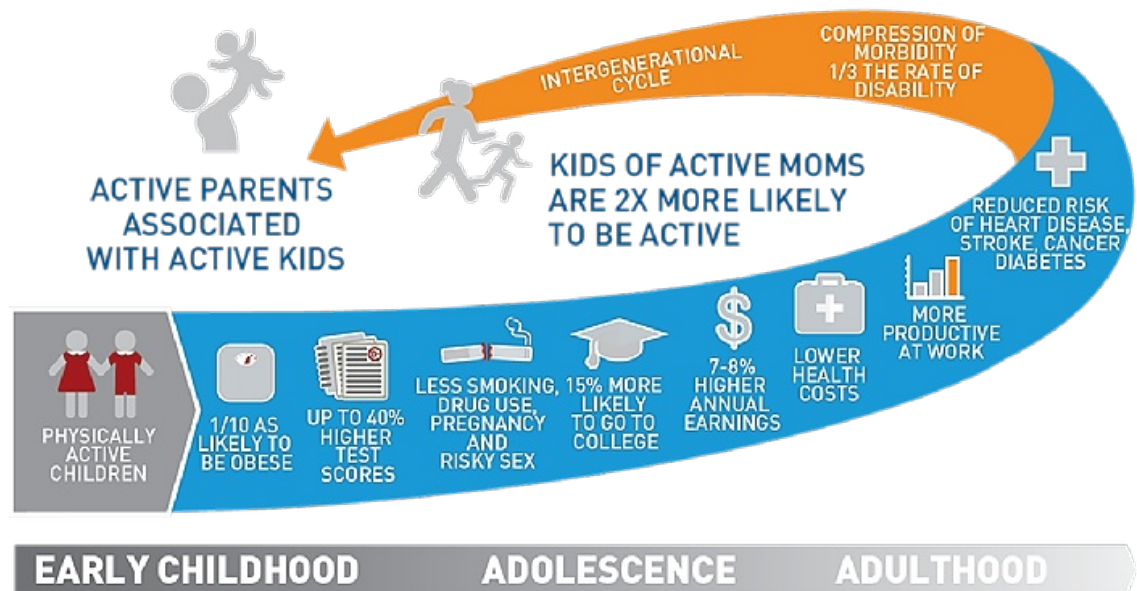 INTERGENERATIONAL
CYCLE
COMPRESSION OF
MORBIDITY
1/3 THE RATE OF
DISABILITY
ACTIVE PARENTS
ASSOCIATED
WITH ACTIVE KIDS
KIDS OF ACTIVE MOMS
ARE 2X MORE LIKELY
TO BE ACTIVE
PHYSICALLY
ACTIVE
CHILDREN
1/10 AS
LIKELY TO
BE OBESE
UP TO 40%
HIGHER
TEST
SCORES
LESS SMOKING,
DRUG USE,
PREGNANCY
AND
RISKY SEX
15% MORE
LIKELY
TO GO TO
COLLEGE
$
7-8%
HIGHER
ANNUAL
EARNINGS
LOWER
HEALTH
COSTS
MORE
PRODUCTIVE
AT WORK
REDUCED RISK
OF HEART DISEASE,
STROKE, CANCER
DIABETES
EARLY CHILDHOOD
ADOLESCENCE
ADULTHOOD